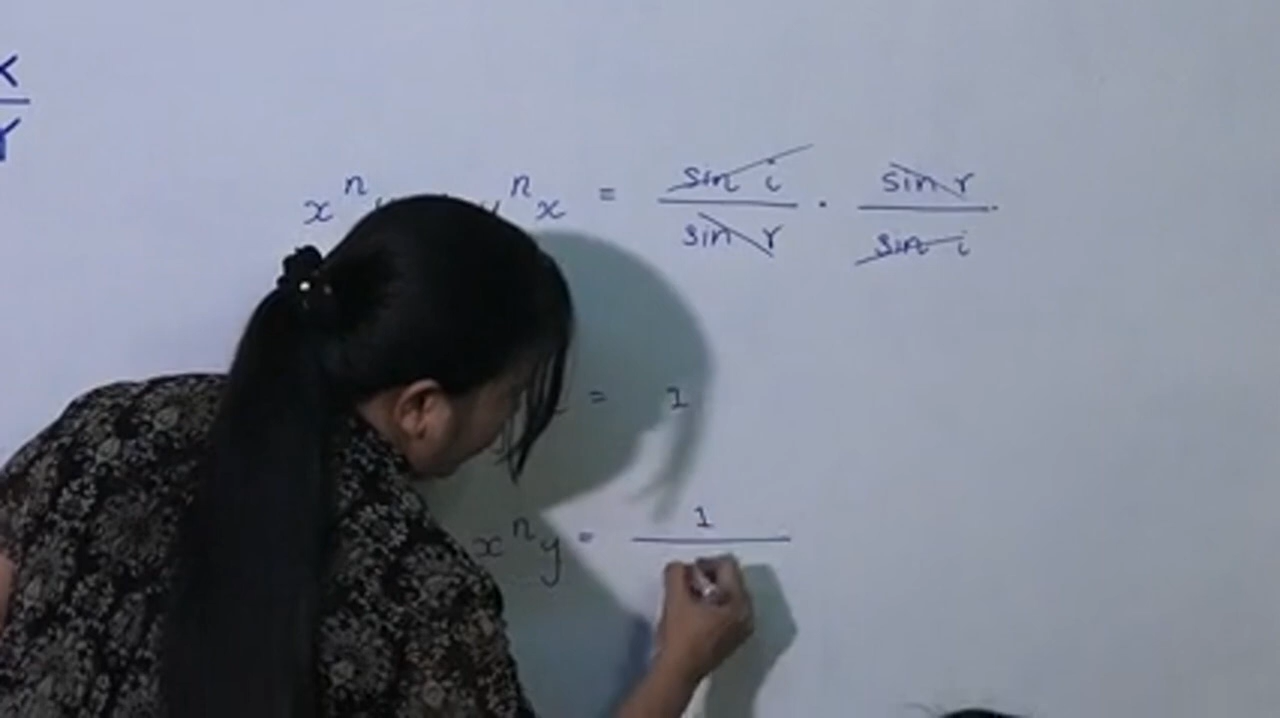 x
—
Y
x n y n x = sin i / sin r . sin r / sin i
= 1
x n y = 1